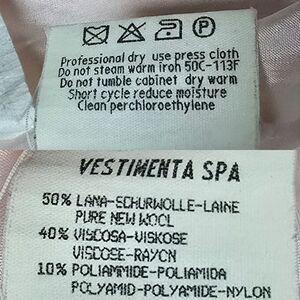 P
Professional dry use press cloth
Do not steam warm iron 50C-113F
Do not tumble cabinet dry warm
Short cycle reduce moisture
Clean perchloroethylene
VESTIMENTA SPA
50% LANA-SCHURWOLLE-LAINE
PURE NEW WOOL
40% VISCOSA-VISKOSE
VISCOSE-RAYON
10% POLIAMMIDE-POLIAMIDA
POLYAMID-POLYAMIDE-NYLON